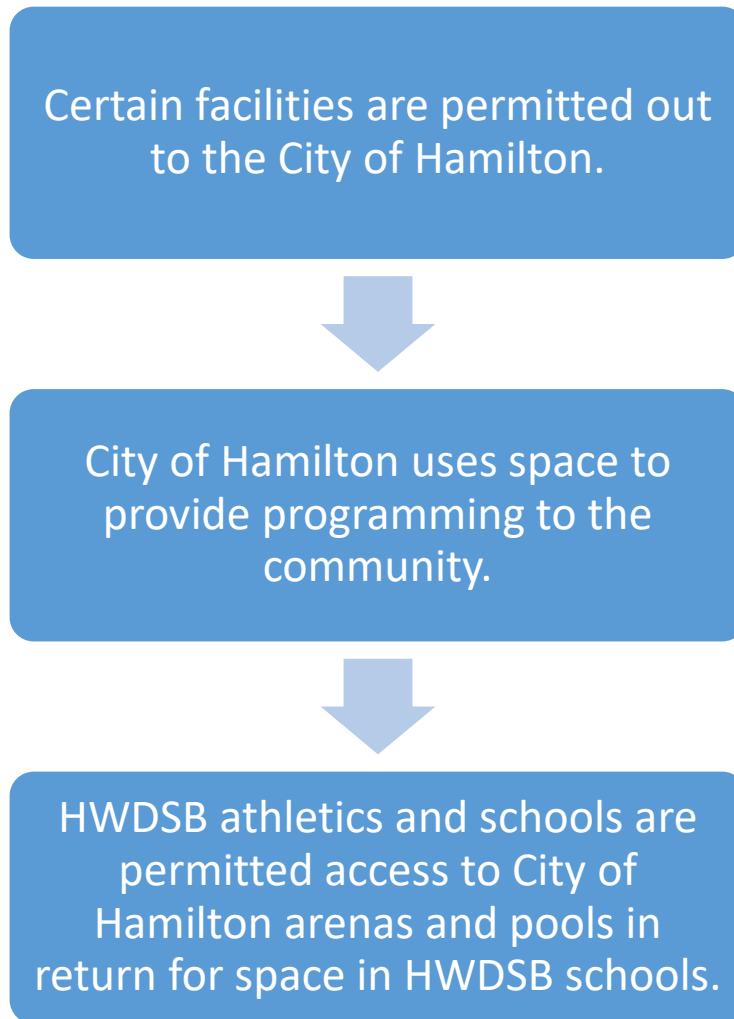 Certain facilities are permitted out
to the City of Hamilton.
City of Hamilton uses space to
provide programming to the
community.
HWDSB athletics and schools are
permitted access to City of
Hamilton arenas and pools in
return for space in HWDSB schools.